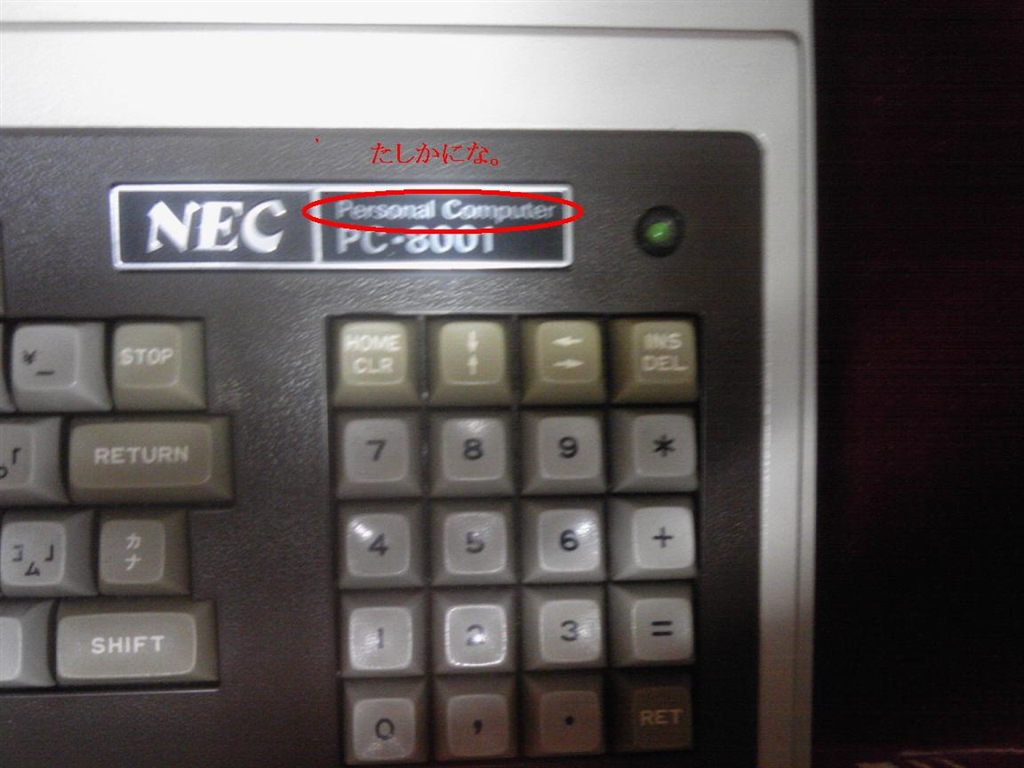 たしかにな。
NEC
Personal Computer
PC-8001
HOME CLR
↓ ↑
← →
INS DEL
¥ _
STOP
7
8
9
*
「
RETURN
4
5
6
+
」 ム
カナ
1
2
3
=
SHIFT
0
,
.
RET